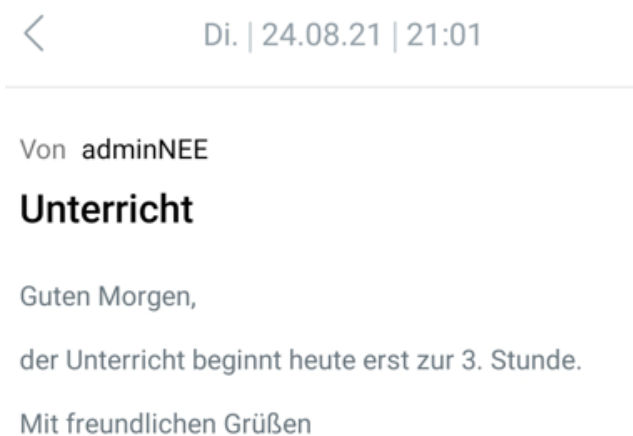 Di. | 24.08.21 | 21:01
Von adminNEE
Unterricht
Guten Morgen,
der Unterricht beginnt heute erst zur 3. Stunde.
Mit freundlichen Grüßen